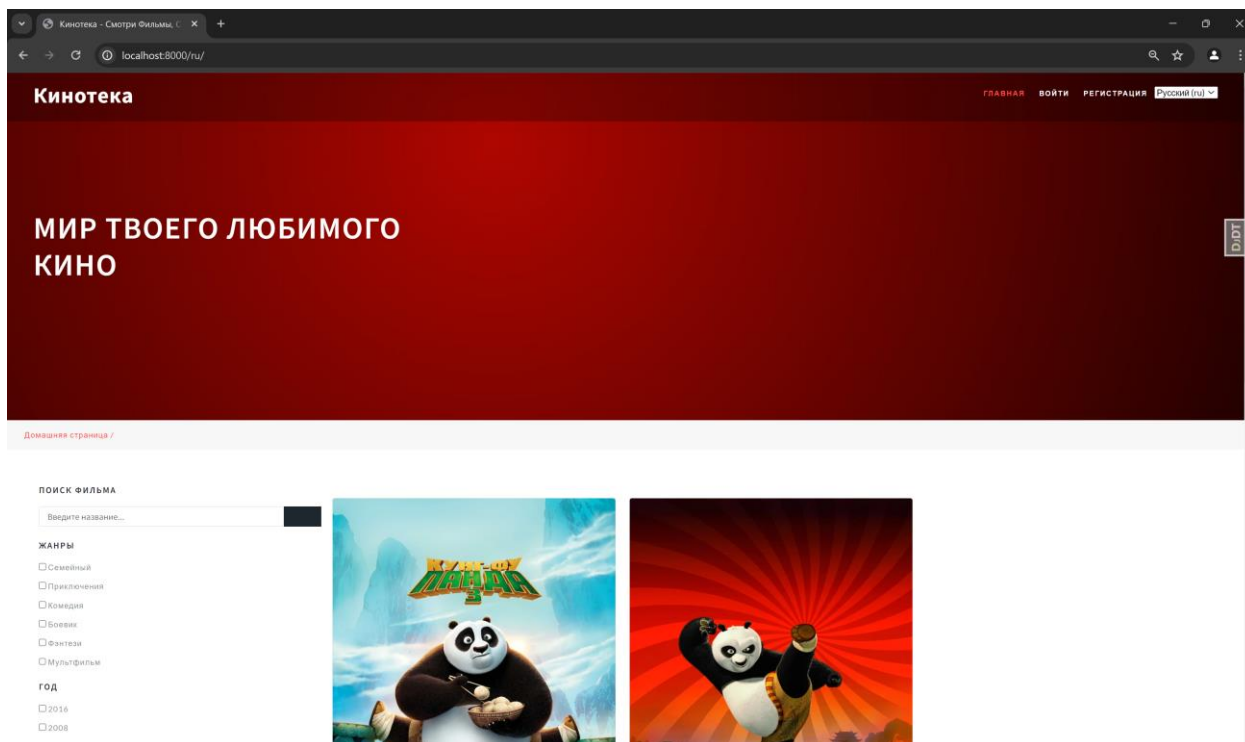 Кинотека - Смотри Фильмы, С
localhost:8000/ru/
Кинотека
ГЛАВНАЯ ВОЙТИ РЕГИСТРАЦИЯ Русский (ru)
МИР ТВОЕГО ЛЮБИМОГО
КИНО
DJDT
Домашняя страница /
ПОИСК ФИЛЬМА
Введите название...
ЖАНРЫ
Семейный
Приключения
Комедия
Боевик
Фэнтези
Мультфильм
ГОД
2016
2008
КУНГ-ФУ
ПАНДА
3